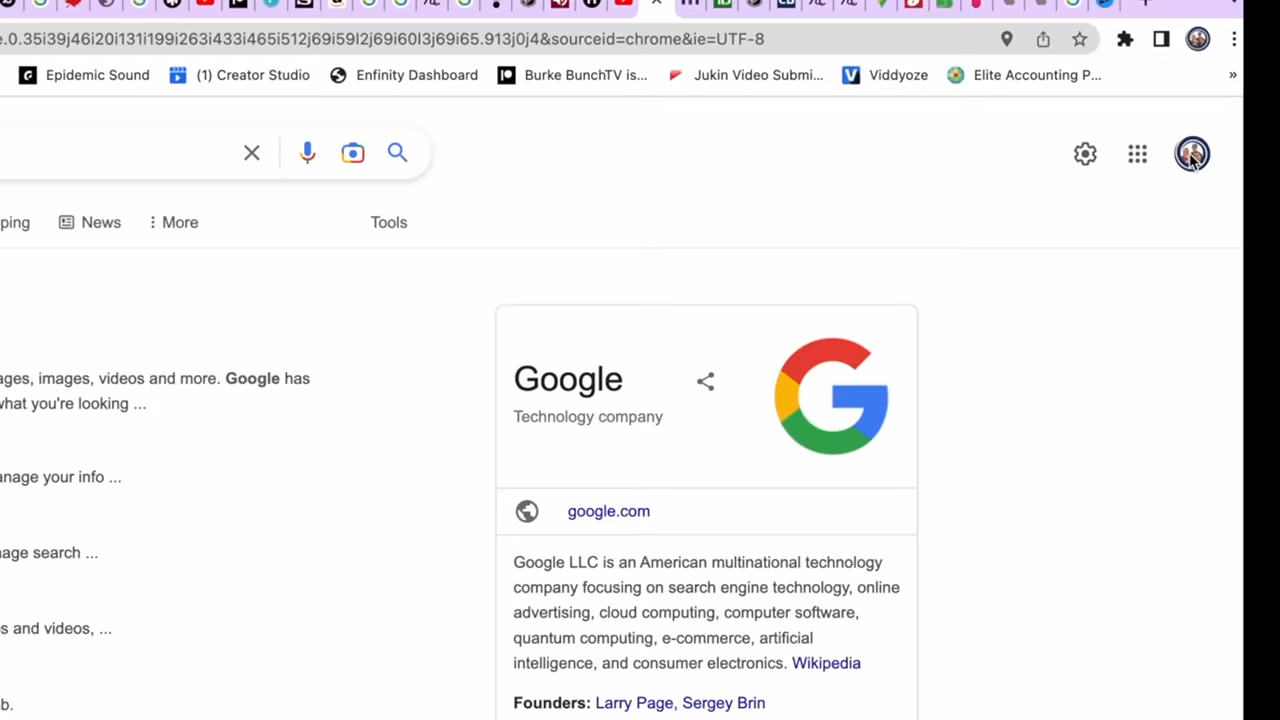 e.0.35i39j46i20i131i199i263i433i465i512j69i59l2j69i60l3j69i65.913j0j4&sourceid=chrome&ie=UTF-8
Epidemic Sound (1) Creator Studio Enfinity Dashboard Burke BunchTV is... Jukin Video Submi... Viddyoze Elite Accounting P... »
ping News More Tools
ages, images, videos and more. Google has
what you're looking ...
anage your info ...
nage search ...
s and videos, ...
b.
Google
Technology company
google.com
Google LLC is an American multinational technology
company focusing on search engine technology, online
advertising, cloud computing, computer software,
quantum computing, e-commerce, artificial
intelligence, and consumer electronics. Wikipedia
Founders: Larry Page, Sergey Brin